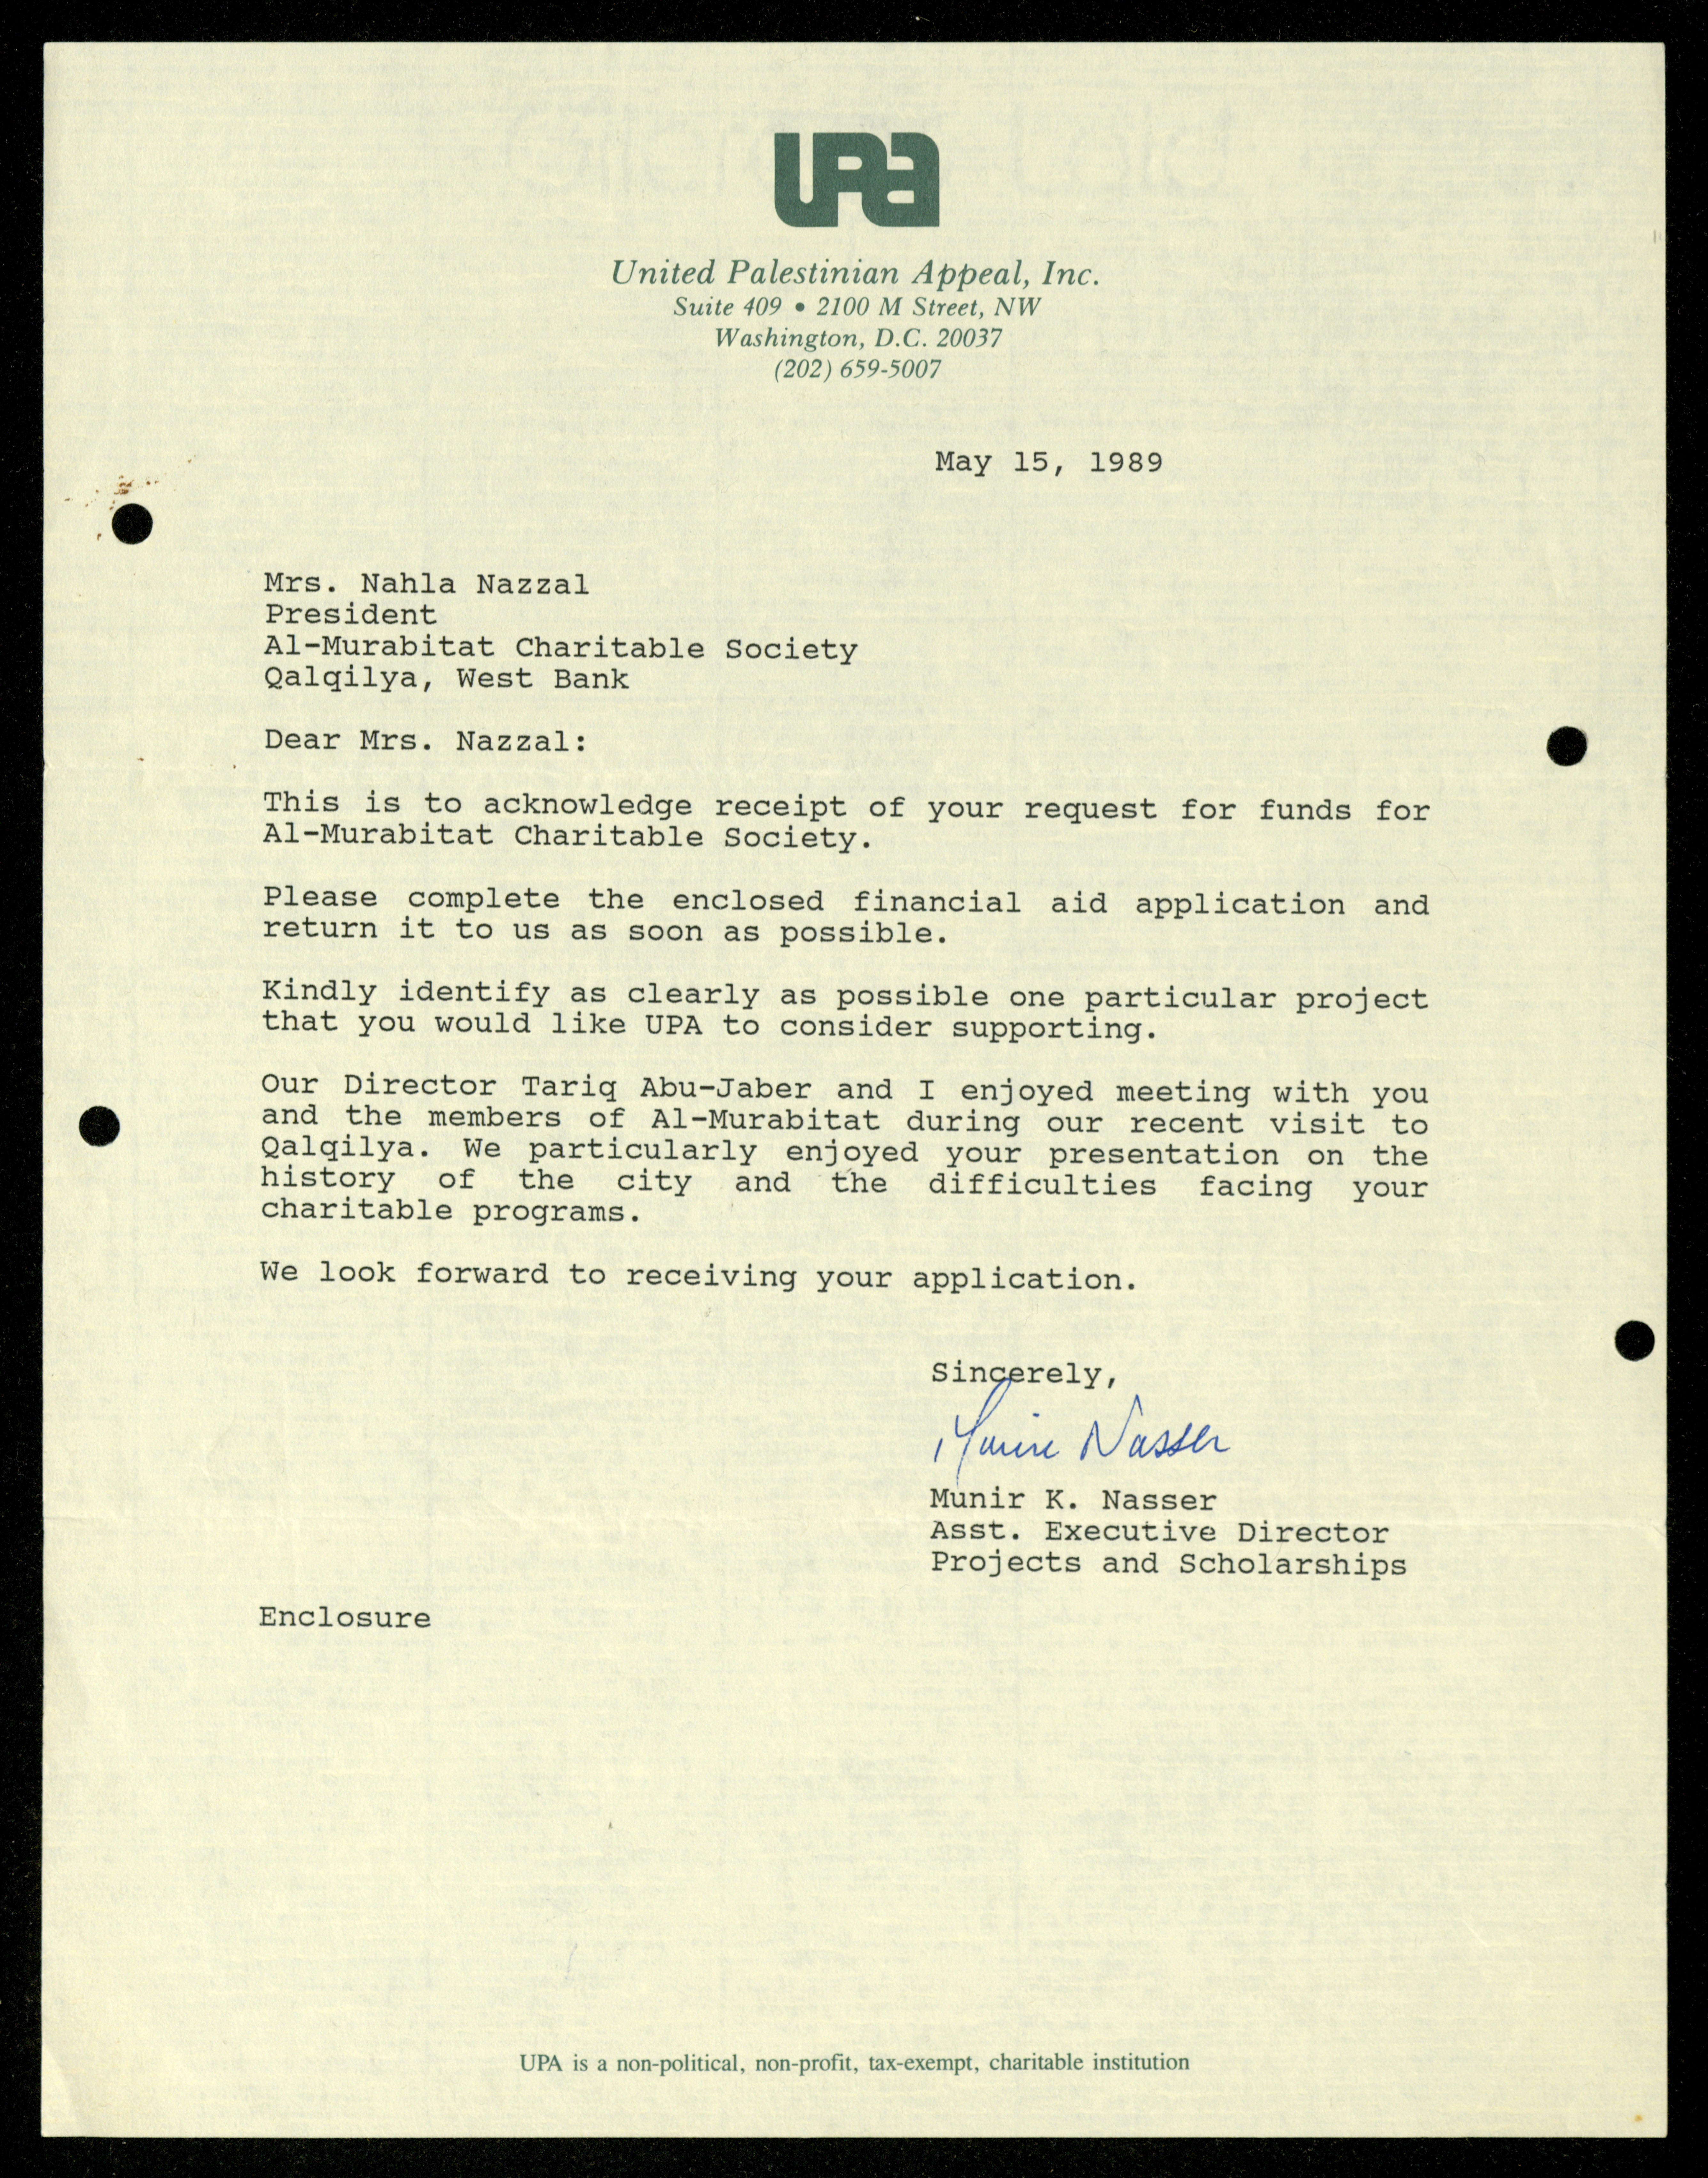 UPA
United Palestinian Appeal, Inc.
Suite 409 • 2100 M Street, NW
Washington, D.C. 20037
(202) 659-5007
May 15, 1989
Mrs. Nahla Nazzal
President
Al-Murabitat Charitable Society
Qalqilya, West Bank
Dear Mrs. Nazzal:
This is to acknowledge receipt of your request for funds for
Al-Murabitat Charitable Society.
Please complete the enclosed financial aid application and
return it to us as soon as possible.
Kindly identify as clearly as possible one particular project
that you would like UPA to consider supporting.
Our Director Tariq Abu-Jaber and I enjoyed meeting with you
and the members of Al-Murabitat during our recent visit to
Qalqilya. We particularly enjoyed your presentation on the
history of the city and the difficulties facing your
charitable programs.
We look forward to receiving your application.
Sincerely,
Munir Nasser
Munir K. Nasser
Asst. Executive Director
Projects and Scholarships
Enclosure
UPA is a non-political, non-profit, tax-exempt, charitable institution